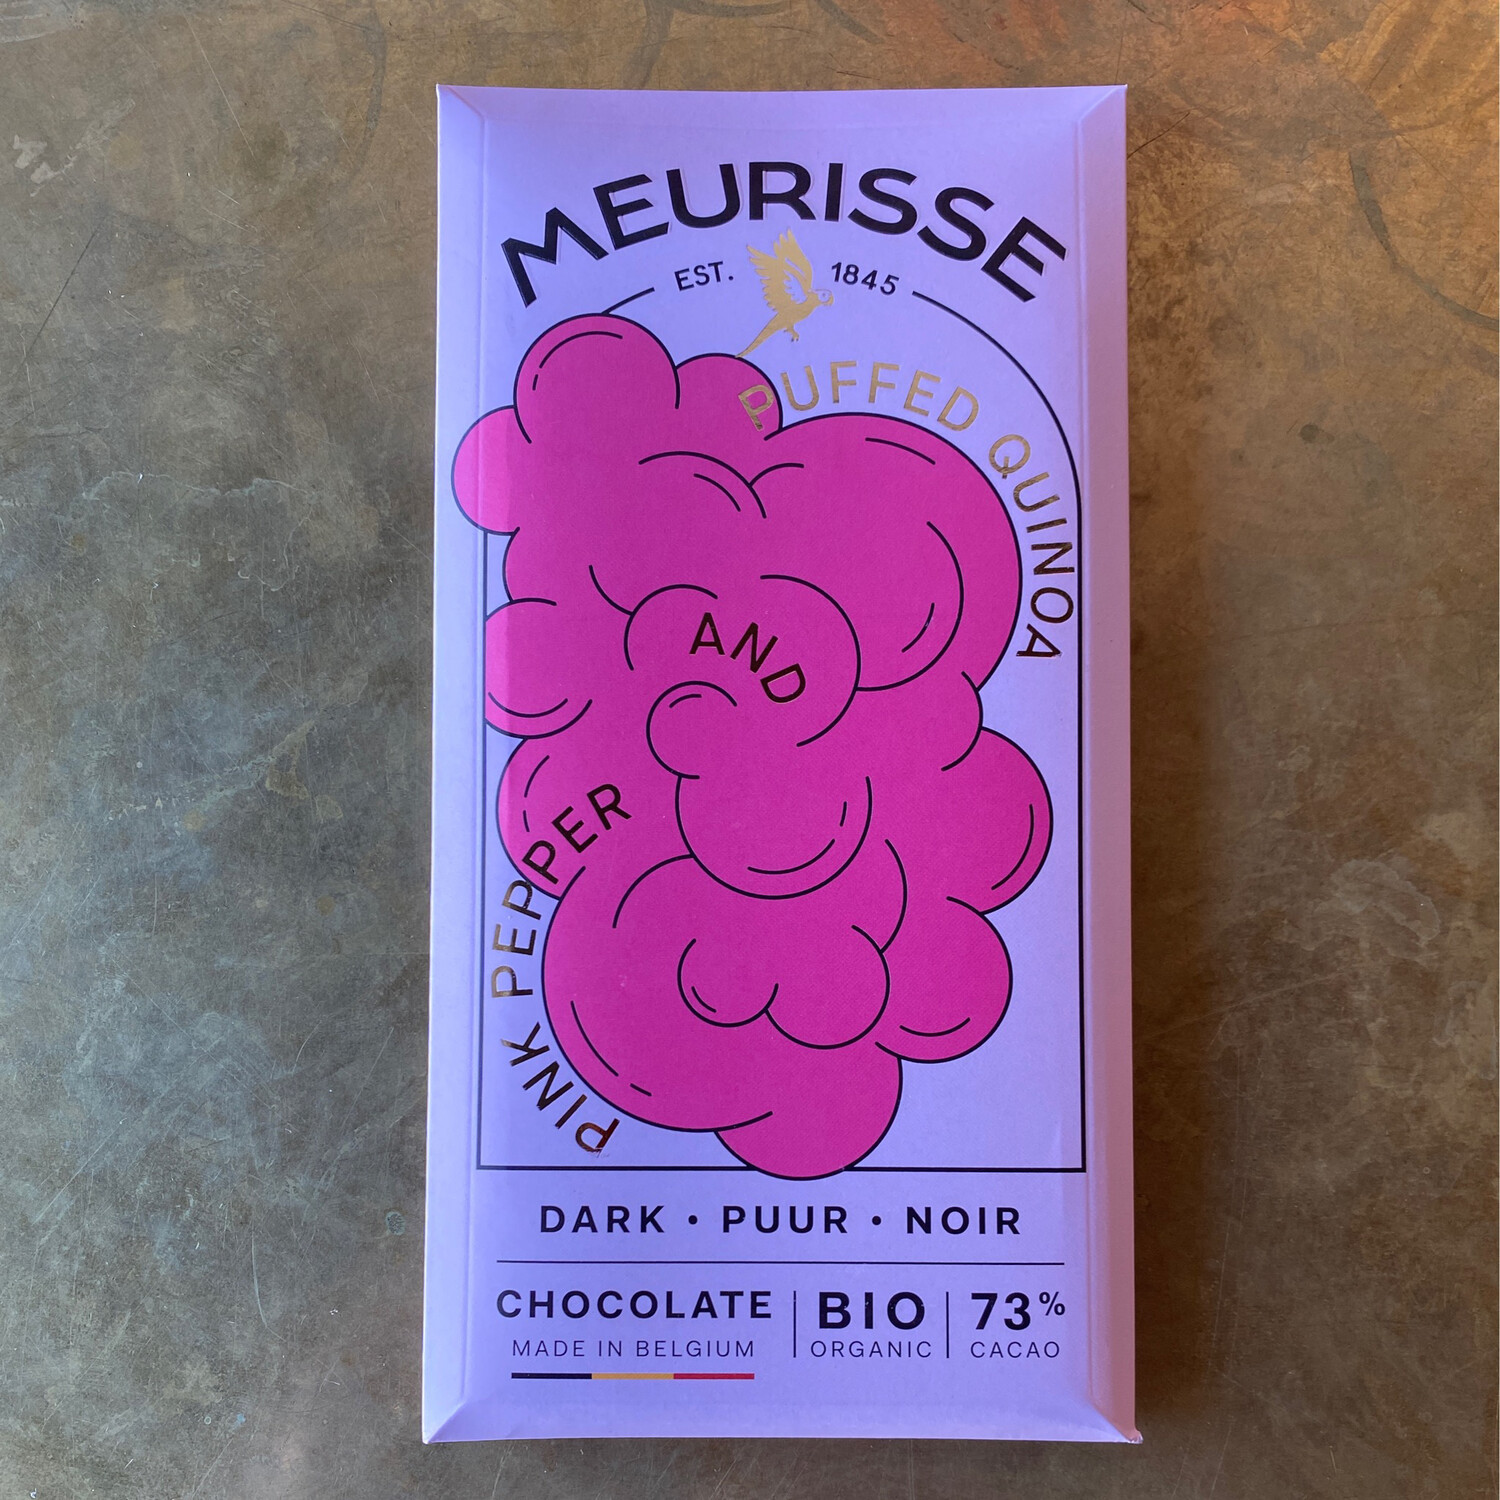 MEURISSE
EST. 1845
PUFFED QUINOA
AND
PINK PEPPER
DARK • PUUR • NOIR
CHOCOLATE
MADE IN BELGIUM
BIO
ORGANIC
73%
CACAO